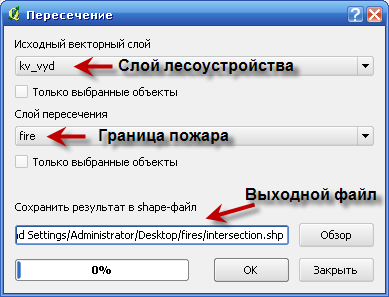 Пересечение
Исходный векторный слой
kv_vyd
Слой лесоустройства
Только выбранные объекты
Слой пересечения
fire
Граница пожара
Только выбранные объекты
Выходной файл
Сохранить результат в shape-файл
d Settings/Administrator/Desktop/fires/intersection.shp
Обзор
0%
OK
Закрыть